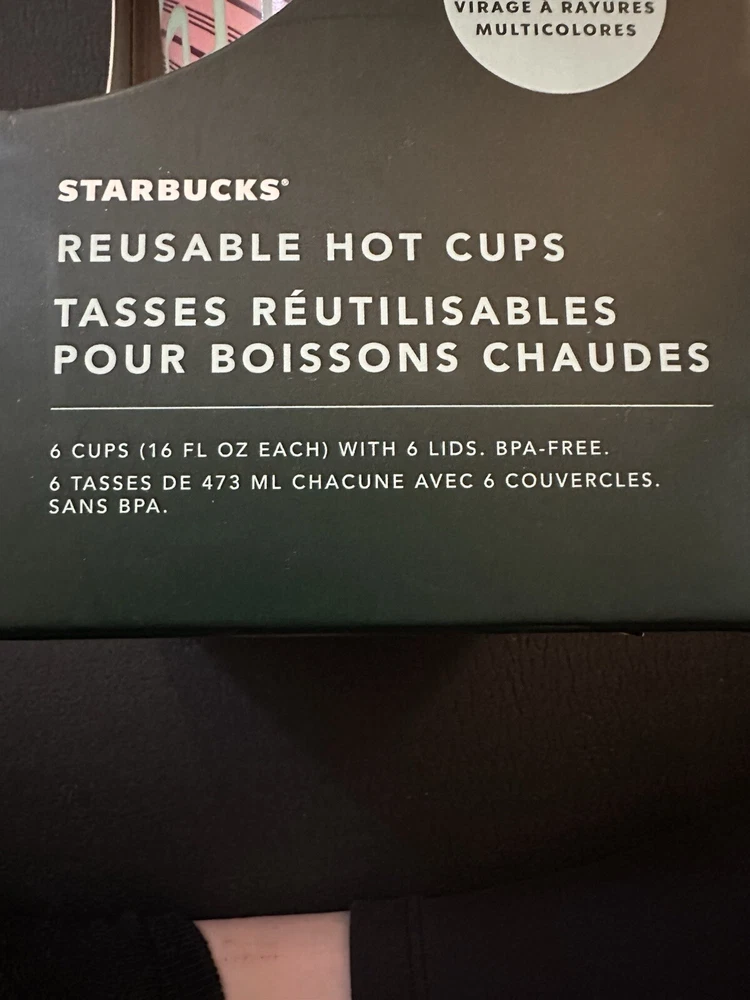 VIRAGE À RAYURES
MULTICOLORES
STARBUCKS®
REUSABLE HOT CUPS
TASSES RÉUTILISABLES
POUR BOISSONS CHAUDES
6 CUPS (16 FL OZ EACH) WITH 6 LIDS. BPA-FREE.
6 TASSES DE 473 ML CHACUNE AVEC 6 COUVERCLES.
SANS BPA.